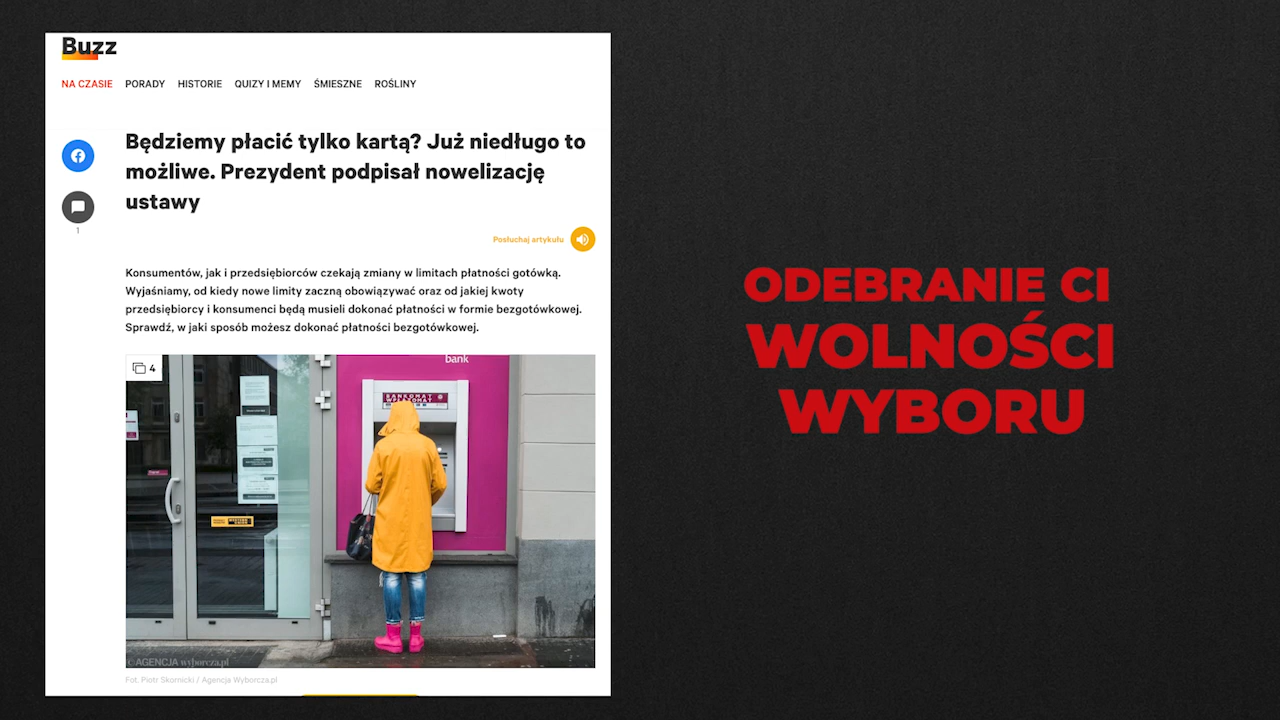 Buzz
NA CZASIE PORADY HISTORIE QUIZY I MEMY ŚMIESZNE ROŚLINY
Będziemy płacić tylko kartą? Już niedługo to
możliwe. Prezydent podpisał nowelizację
ustawy
1
Posłuchaj artykułu
Konsumentów, jak i przedsiębiorców czekają zmiany w limitach płatności gotówką.
Wyjaśniamy, od kiedy nowe limity zaczną obowiązywać oraz od jakiej kwoty
przedsiębiorcy i konsumenci będą musieli dokonać płatności w formie bezgotówkowej.
Sprawdź, w jaki sposób możesz dokonać płatności bezgotówkowej.
4
bank
BANKOMAT
© AGENCJA wyborcza.pl
Fot. Piotr Skornicki / Agencja Wyborcza.pl
ODEBRANIE CI
WOLNOŚCI
WYBORU